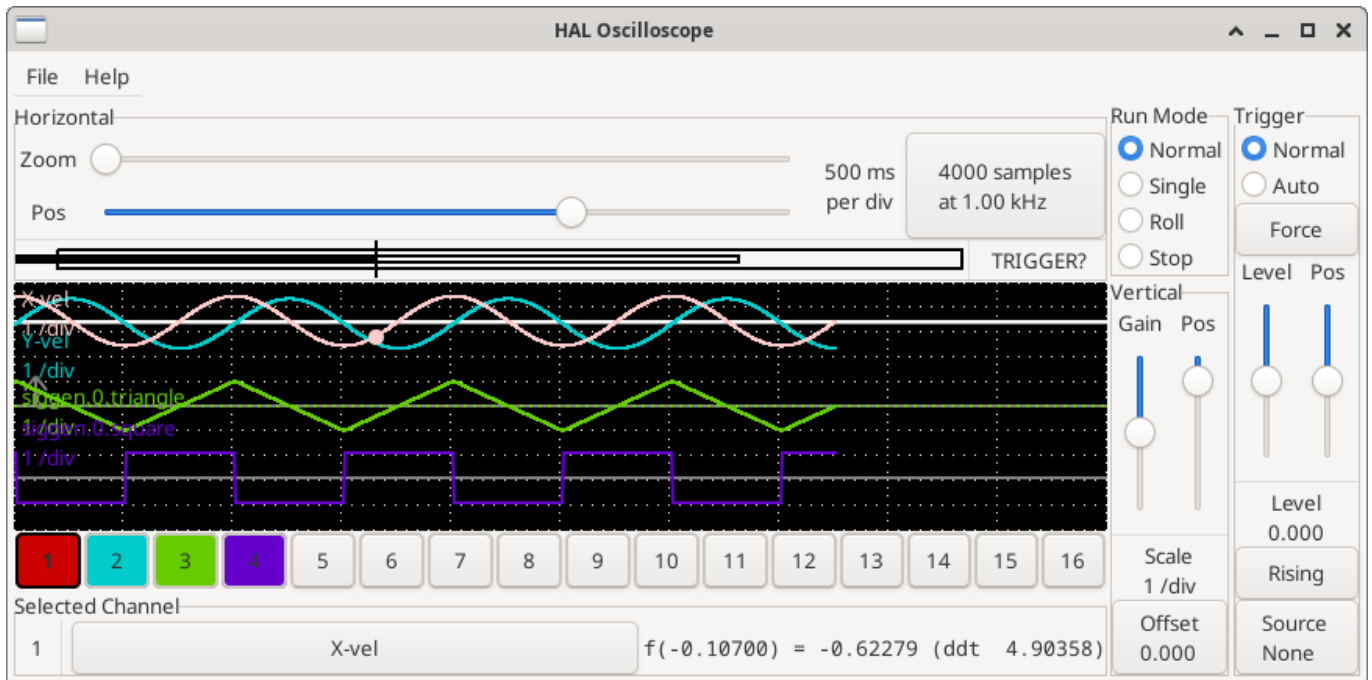 HAL Oscilloscope
File Help
Horizontal
Zoom
Pos
500 ms
per div
4000 samples
at 1.00 kHz
TRIGGER?
X-vel
1 /div
Y-vel
1 /div
siggen.0.triangle
1 /div
siggen.0.square
1 /div
1 2 3 4 5 6 7 8 9 10 11 12 13 14 15 16
Selected Channel
1 X-vel f(-0.10700) = -0.62279 (ddt 4.90358)
Run Mode
Normal
Single
Roll
Stop
Vertical
Gain Pos
Scale
1 /div
Offset
0.000
Trigger
Normal
Auto
Force
Level Pos
Level
0.000
Rising
Source
None